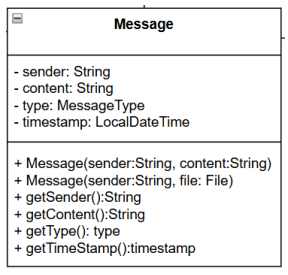 Message
- sender: String
- content: String
- type: MessageType
- timestamp: LocalDateTime
+ Message(sender:String, content:String)
+ Message(sender:String, file: File)
+ getSender():String
+ getContent():String
+ getType(): type
+ getTimeStamp():timestamp